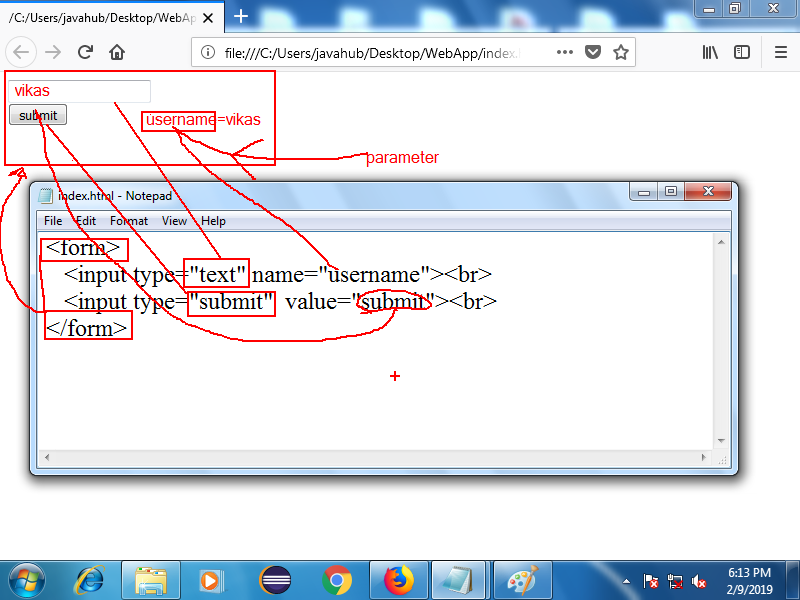 /C:/Users/javahub/Desktop/WebAp
file:///C:/Users/javahub/Desktop/WebApp/index.
vikas
submit
username=vikas
parameter
index.html - Notepad
File Edit Format View Help
<form>
<input type="text" name="username"><br>
<input type="submit" value="submit"><br>
</form>
6:13 PM
2/9/2019